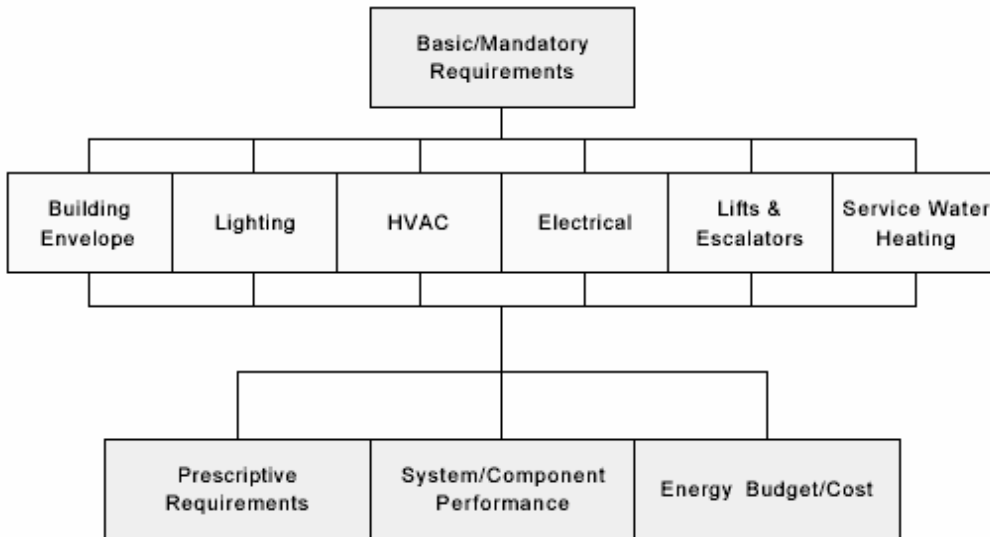 Basic/Mandatory
Requirements
Building
Envelope
Lighting
HVAC
Electrical
Lifts &
Escalators
Service Water
Heating
Prescriptive
Requirements
System/Component
Performance
Energy Budget/Cost